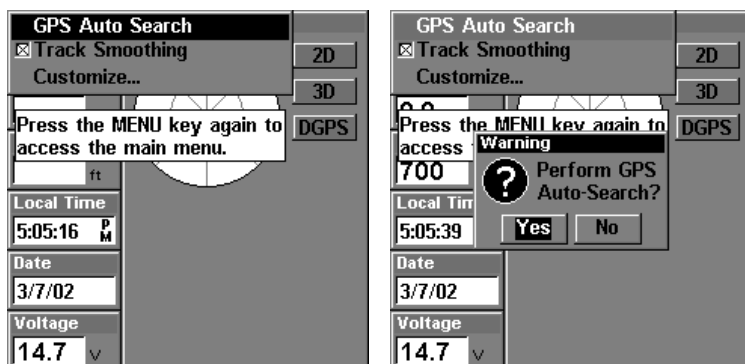 GPS Auto Search
Track Smoothing
Customize...
2D
3D
DGPS
Press the MENU key again to
access the main menu.
ft
Local Time
5:05:16 PM
Date
3/7/02
Voltage
14.7 V
GPS Auto Search
Track Smoothing
Customize...
2D
3D
DGPS
Press the MENU key again to
access
Warning
Perform GPS
Auto-Search?
Yes No
700
Local
5:05:39
Date
3/7/02
Voltage
14.7 V